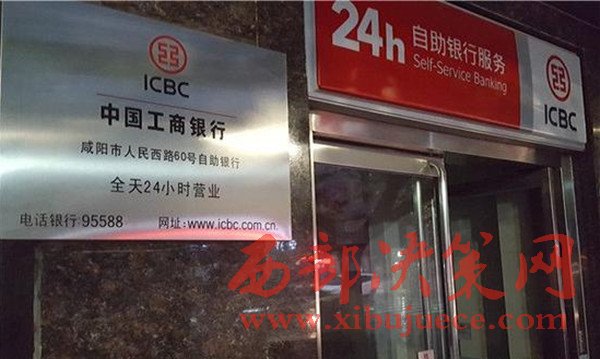 ICBC
中国工商银行
咸阳市人民西路60号自助银行
全天24小时营业
电话银行 95588 网址:www.icbc.com.cn
24h 自助银行服务
Self-Service Banking
ICBC
西部决策网
www.xibujuece.com